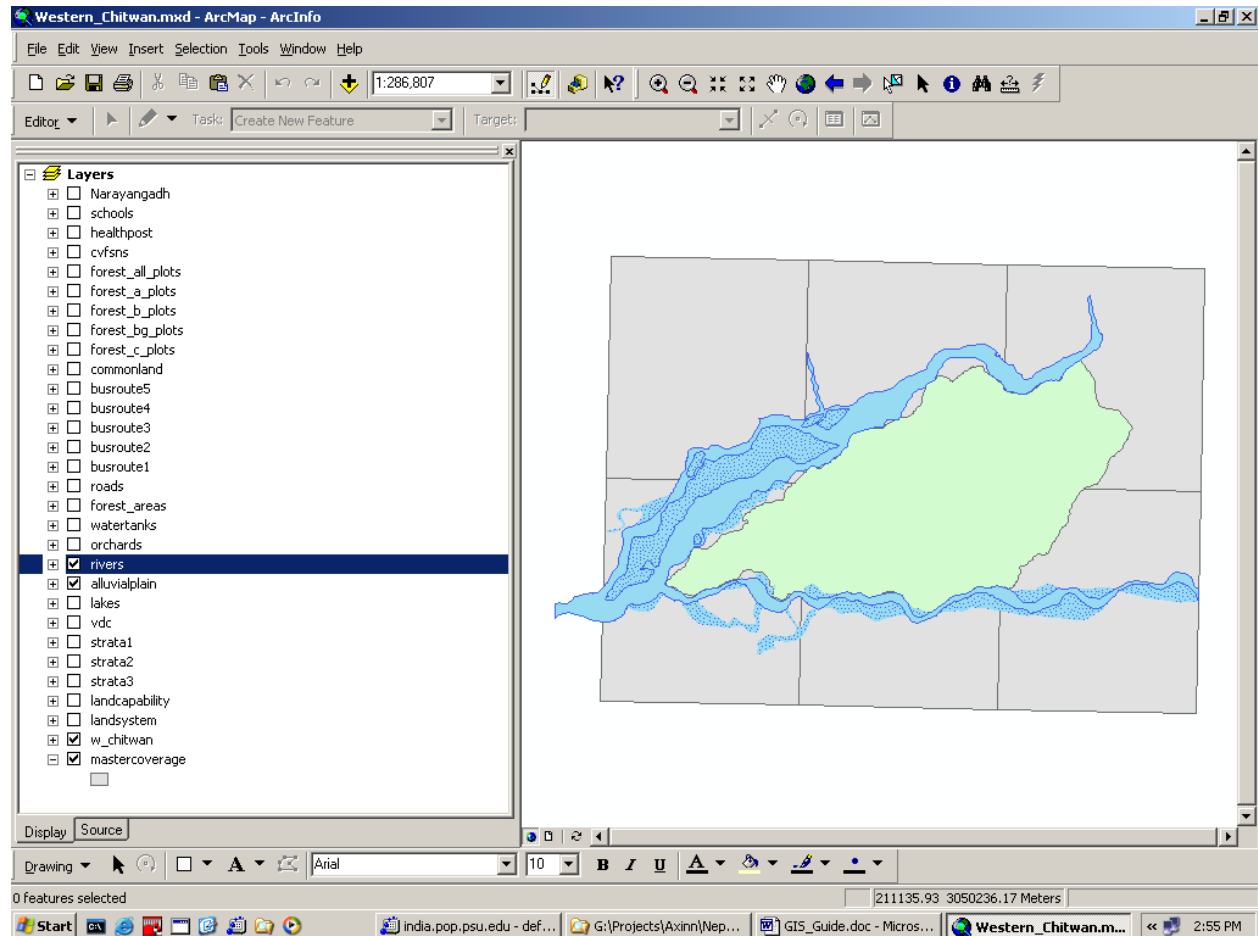 Western_Chitwan.mxd - ArcMap - ArcInfo
File Edit View Insert Selection Tools Window Help
1:286,807
Editor Task: Create New Feature Target:
Layers
Narayangadh
schools
healthpost
cvfsns
forest_all_plots
forest_a_plots
forest_b_plots
forest_bg_plots
forest_c_plots
commonland
busroute5
busroute4
busroute3
busroute2
busroute1
roads
forest_areas
watertanks
orchards
rivers
alluvialplain
lakes
vdc
strata1
strata2
strata3
landcapability
landsystem
w_chitwan
mastercoverage
Display Source
Drawing A Arial 10 B I U A
0 features selected
211135.93 3050236.17 Meters
Start india.pop.psu.edu - def... G:\Projects\Axinn\Nep... GIS_Guide.doc - Micros... Western_Chitwan.m... « 2:55 PM